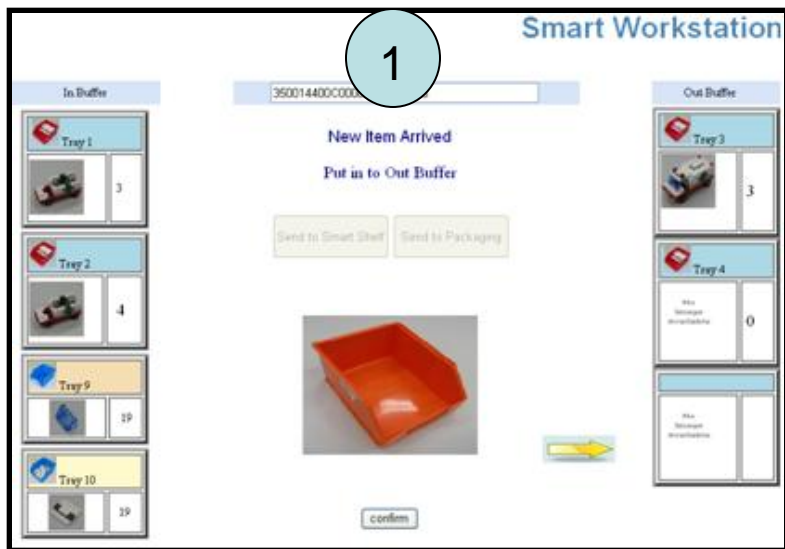 Smart Workstation
1
In Buffer
350014400C000
Out Buffer
New Item Arrived
Put in to Out Buffer
Send to Smart Shelf
Send to Packaging
Tray 1
3
Tray 2
4
Tray 9
19
Tray 10
19
Tray 3
3
Tray 4
0
confirm